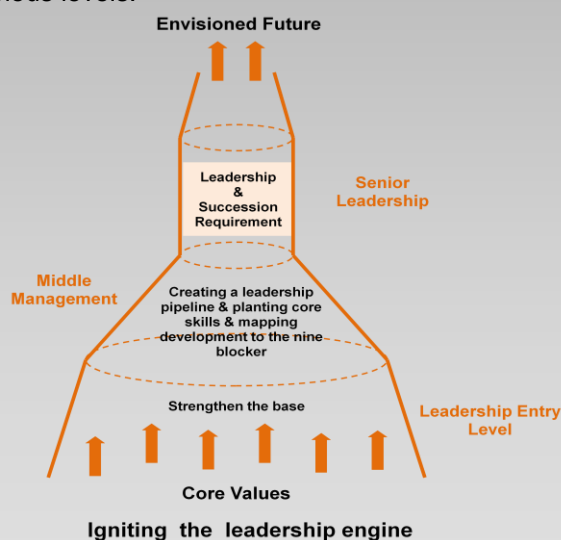 Envisioned Future
Leadership
&
Succession
Requirement
Senior
Leadership
Middle
Management
Creating a leadership
pipeline & planting core
skills & mapping
development to the nine
blocker
Strengthen the base
Leadership Entry
Level
Core Values
Igniting the leadership engine